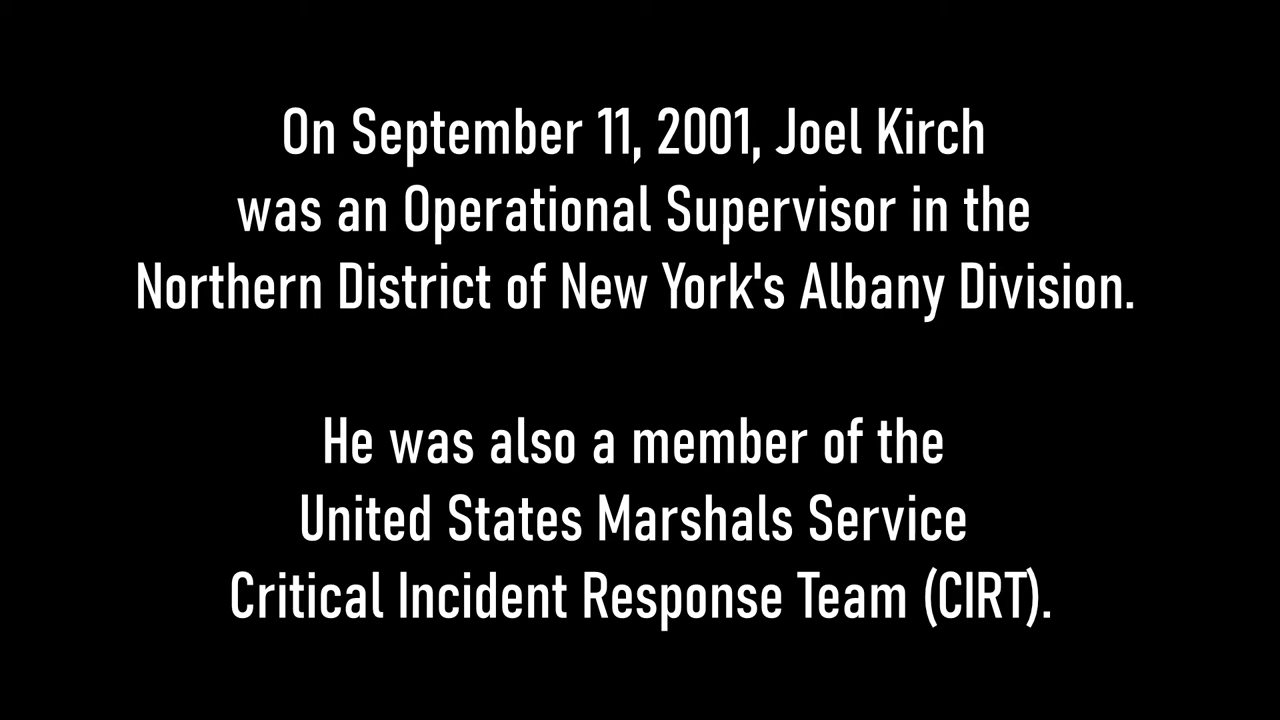 On September 11, 2001, Joel Kirch
was an Operational Supervisor in the
Northern District of New York's Albany Division.
He was also a member of the
United States Marshals Service
Critical Incident Response Team (CIRT).